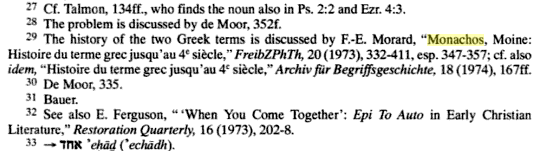 27 Cf. Talmon, 134ff., who finds the noun also in Ps. 2:2 and Ezr. 4:3.
28 The problem is discussed by de Moor, 352f.
29 The history of the two Greek terms is discussed by F.-E. Morard, “Monachos, Moine:
Histoire du terme grec jusqu'au 4e siècle,” FreibZPhTh, 20 (1973), 332-411, esp. 347-357; cf. also
idem, “Histoire du terme grec jusqu'au 4e siècle,” Archiv für Begriffsgeschichte, 18 (1974), 167ff.
30 De Moor, 335.
31 Bauer.
32 See also E. Ferguson, “ ‘When You Come Together’: Epi To Auto in Early Christian
Literature,” Restoration Quarterly, 16 (1973), 202-8.
33 → אחד 'eḥāḏ ('echādh).